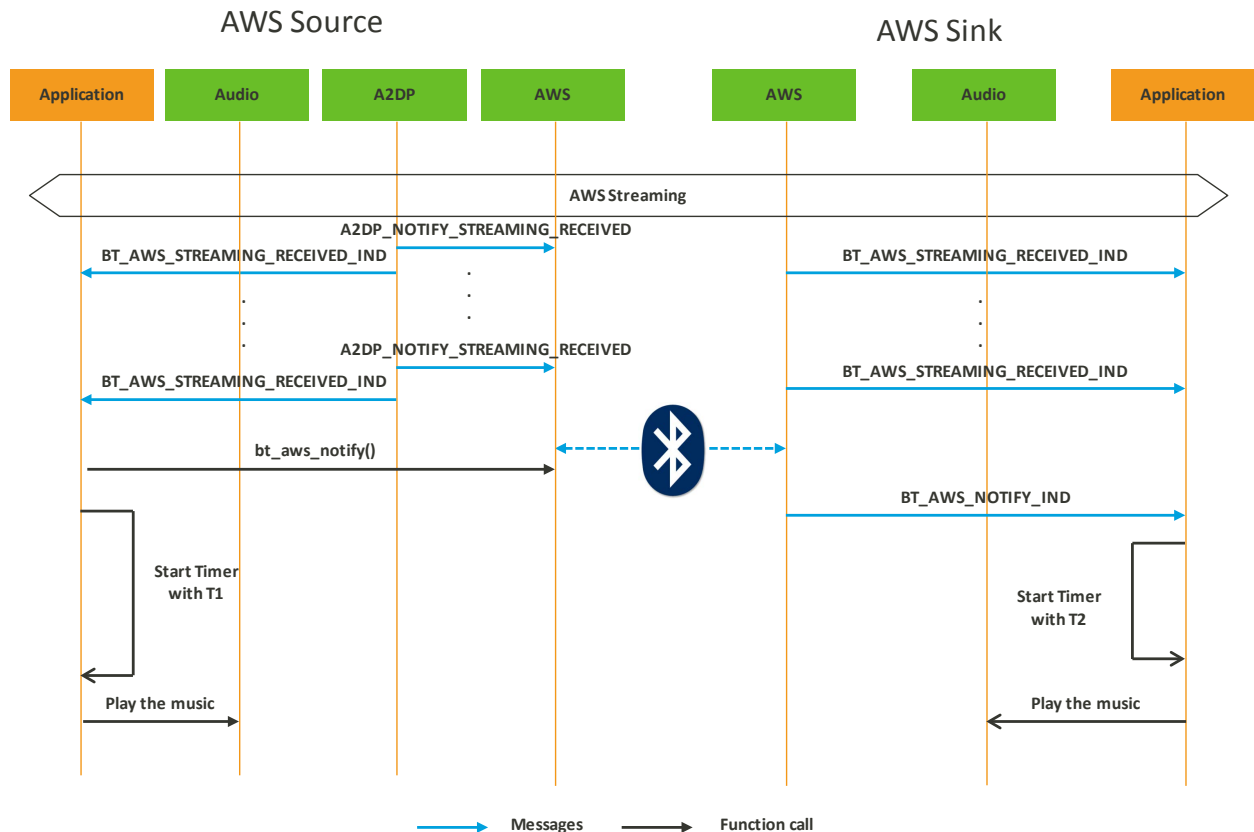 AWS Source
AWS Sink
Application
Audio
A2DP
AWS
AWS
Audio
Application
AWS Streaming
A2DP_NOTIFY_STREAMING_RECEIVED
BT_AWS_STREAMING_RECEIVED_IND
BT_AWS_STREAMING_RECEIVED_IND
A2DP_NOTIFY_STREAMING_RECEIVED
BT_AWS_STREAMING_RECEIVED_IND
BT_AWS_STREAMING_RECEIVED_IND
bt_aws_notify()
BT_AWS_NOTIFY_IND
Start Timer
with T1
Start Timer
with T2
Play the music
Play the music
Messages
Function call